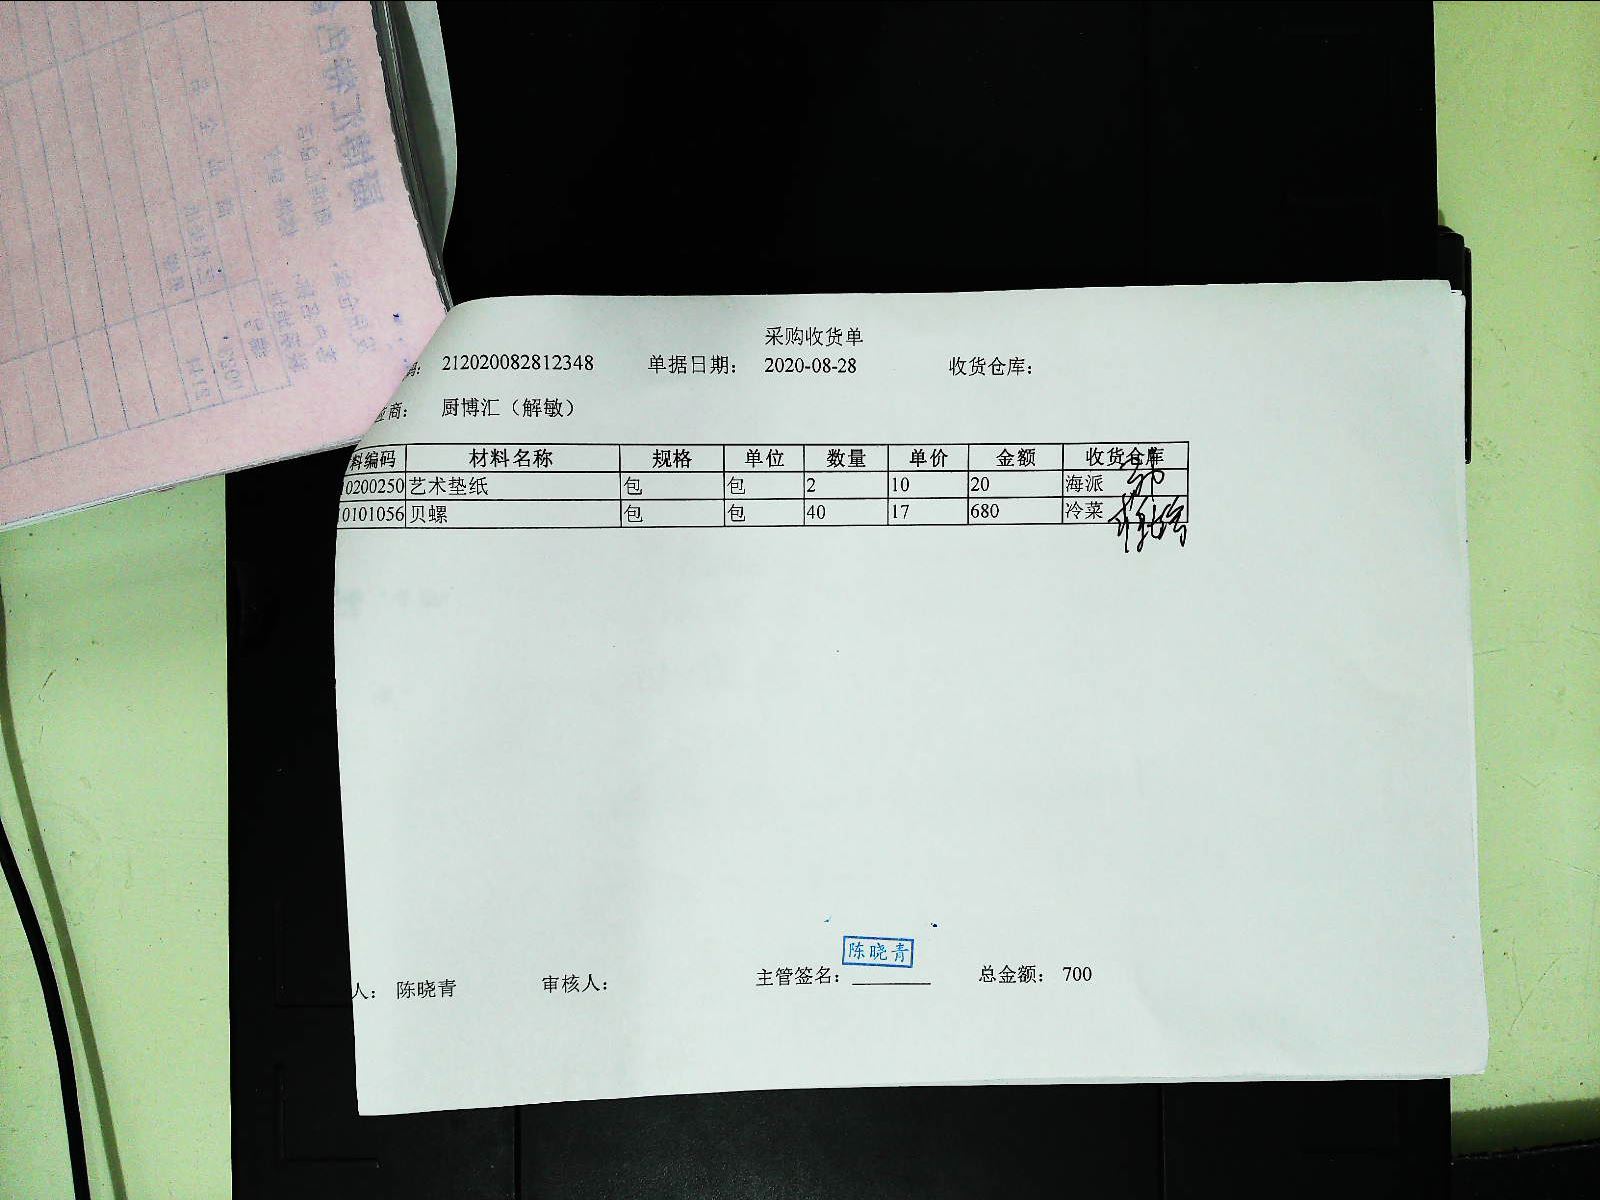 采购收货单
码: 212020082812348 单据日期: 2020-08-28 收货仓库:
应商: 厨博汇（解敏）
料编码 材料名称 规格 单位 数量 单价 金额 收货仓库
0200250 艺术垫纸 包 包 2 10 20 海派
0101056 贝螺 包 包 40 17 680 冷菜
陈晓青
人: 陈晓青 审核人: 主管签名: 总金额: 700